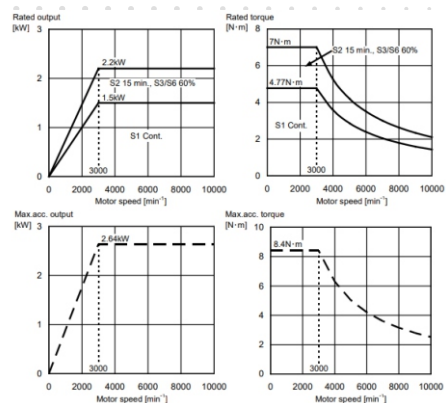 Rated output
[kW]
3
2
1
0
2.2kW
S2 15 min., S3/S6 60%
1.5kW
S1 Cont.
3000
0 2000 4000 6000 8000 10000
Motor speed [min⁻¹]
Rated torque
[N·m]
8
6
4
2
0
7N·m
S2 15 min., S3/S6 60%
4.77N·m
S1 Cont.
3000
0 2000 4000 6000 8000 10000
Motor speed [min⁻¹]
Max.acc. output
[kW]
3
2
1
0
2.64kW
3000
0 2000 4000 6000 8000 10000
Motor speed [min⁻¹]
Max.acc. torque
[N·m]
10
8
6
4
2
0
8.4N·m
3000
0 2000 4000 6000 8000 10000
Motor speed [min⁻¹]